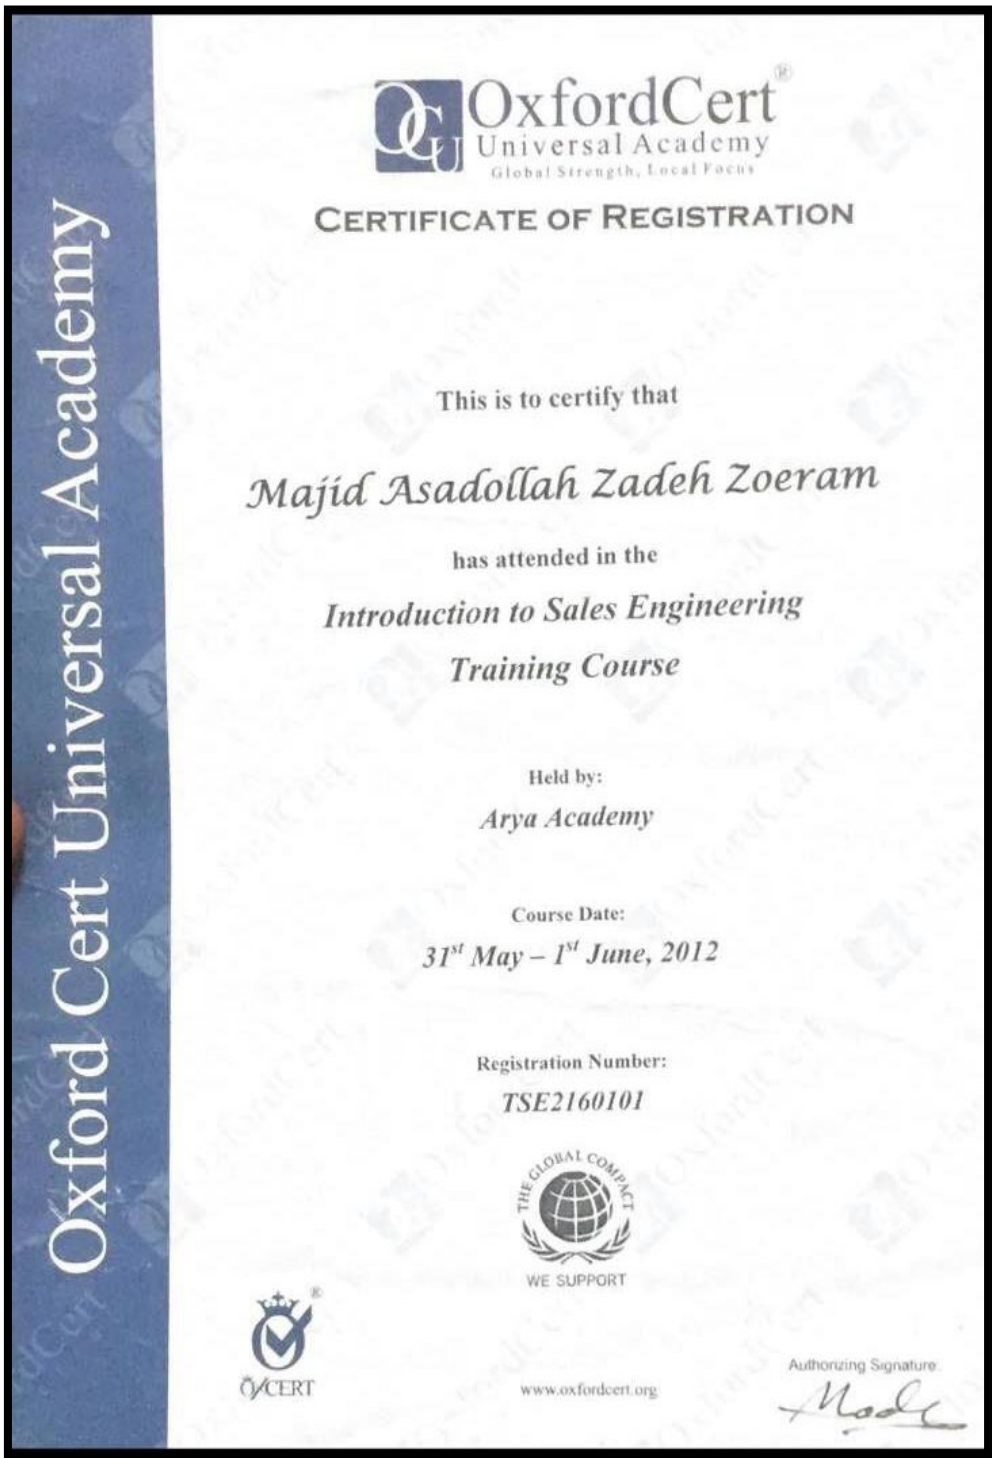 Oxford Cert Universal Academy
OCU
OxfordCert®
Universal Academy
Global Strength, Local Focus
CERTIFICATE OF REGISTRATION
This is to certify that
Majid Asadollah Zadeh Zoeram
has attended in the
Introduction to Sales Engineering
Training Course
Held by:
Arya Academy
Course Date:
31st May – 1st June, 2012
Registration Number:
TSE2160101
THE GLOBAL COMPACT
WE SUPPORT
®
O/CERT
www.oxfordcert.org
Authorizing Signature: